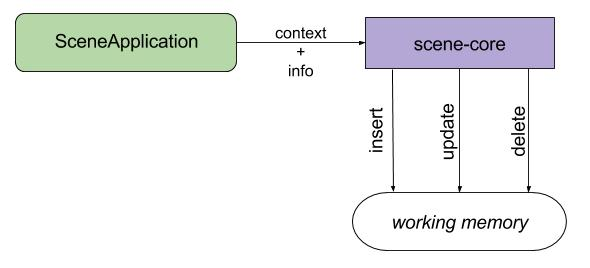 SceneApplication
context
+
info
scene-core
insert
update
delete
working memory